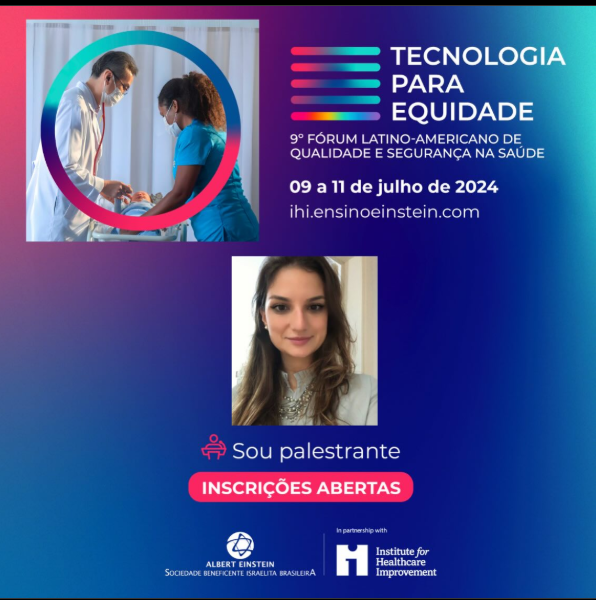 TECNOLOGIA
PARA
EQUIDADE
9º FÓRUM LATINO-AMERICANO DE
QUALIDADE E SEGURANÇA NA SAÚDE
09 a 11 de julho de 2024
ihi.ensinoeinstein.com
Sou palestrante
INSCRIÇÕES ABERTAS
ALBERT EINSTEIN
SOCIEDADE BENEFICENTE ISRAELITA BRASILEIRA
In partnership with
Institute for
Healthcare
Improvement